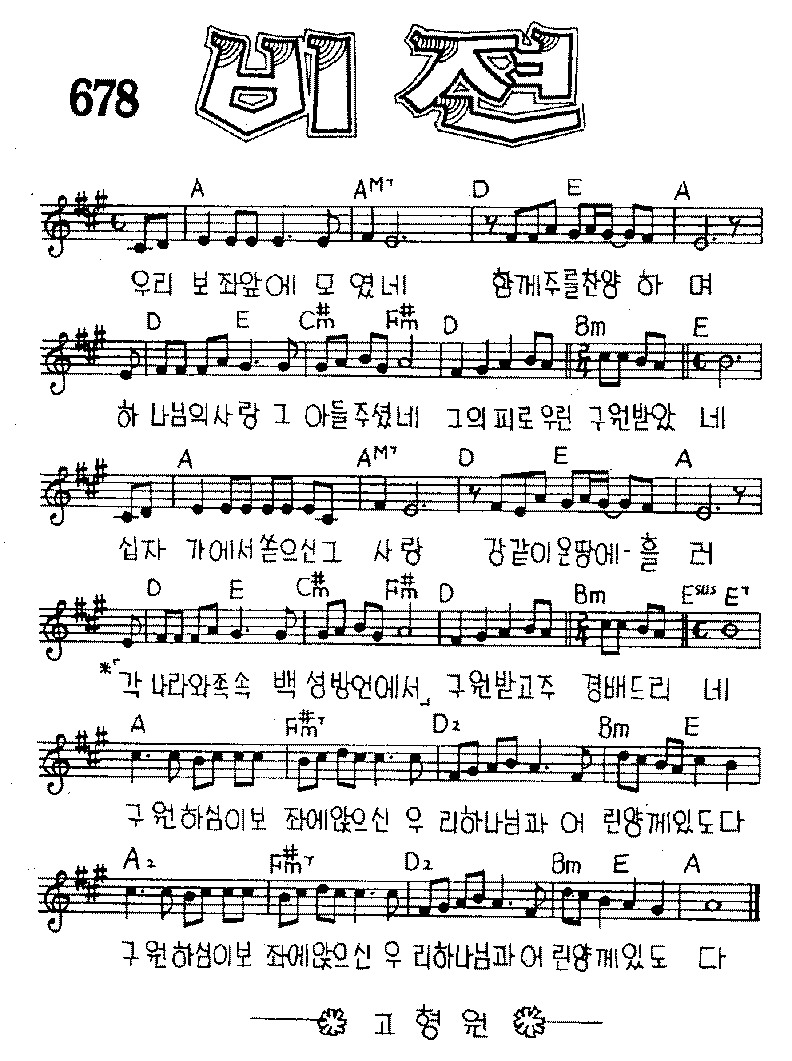 비전
678
A AM7 D E A
우리 보좌앞에 모였네 함께주를찬양 하 며
D E C#m F#m D Bm E
하 나님의사랑 그 아들주셨네 그의피로우린 구원받았 네
A AM7 D E A
십자 가에서쏟으신그 사랑 강같이온땅에-흘 러
D E C#m F#m D Bm Esus E7
*「각 나라와족속 백 성방언에서」 구원받고주 경배드리 네
A F#m7 D2 Bm E
구 원하심이보 좌에앉으신 우 리하나님과 어 린양께있도다
A2 F#m7 D2 Bm E A
구원하심이보 좌에앉으신 우 리하나님과어 린양께있도 다
고 형 원